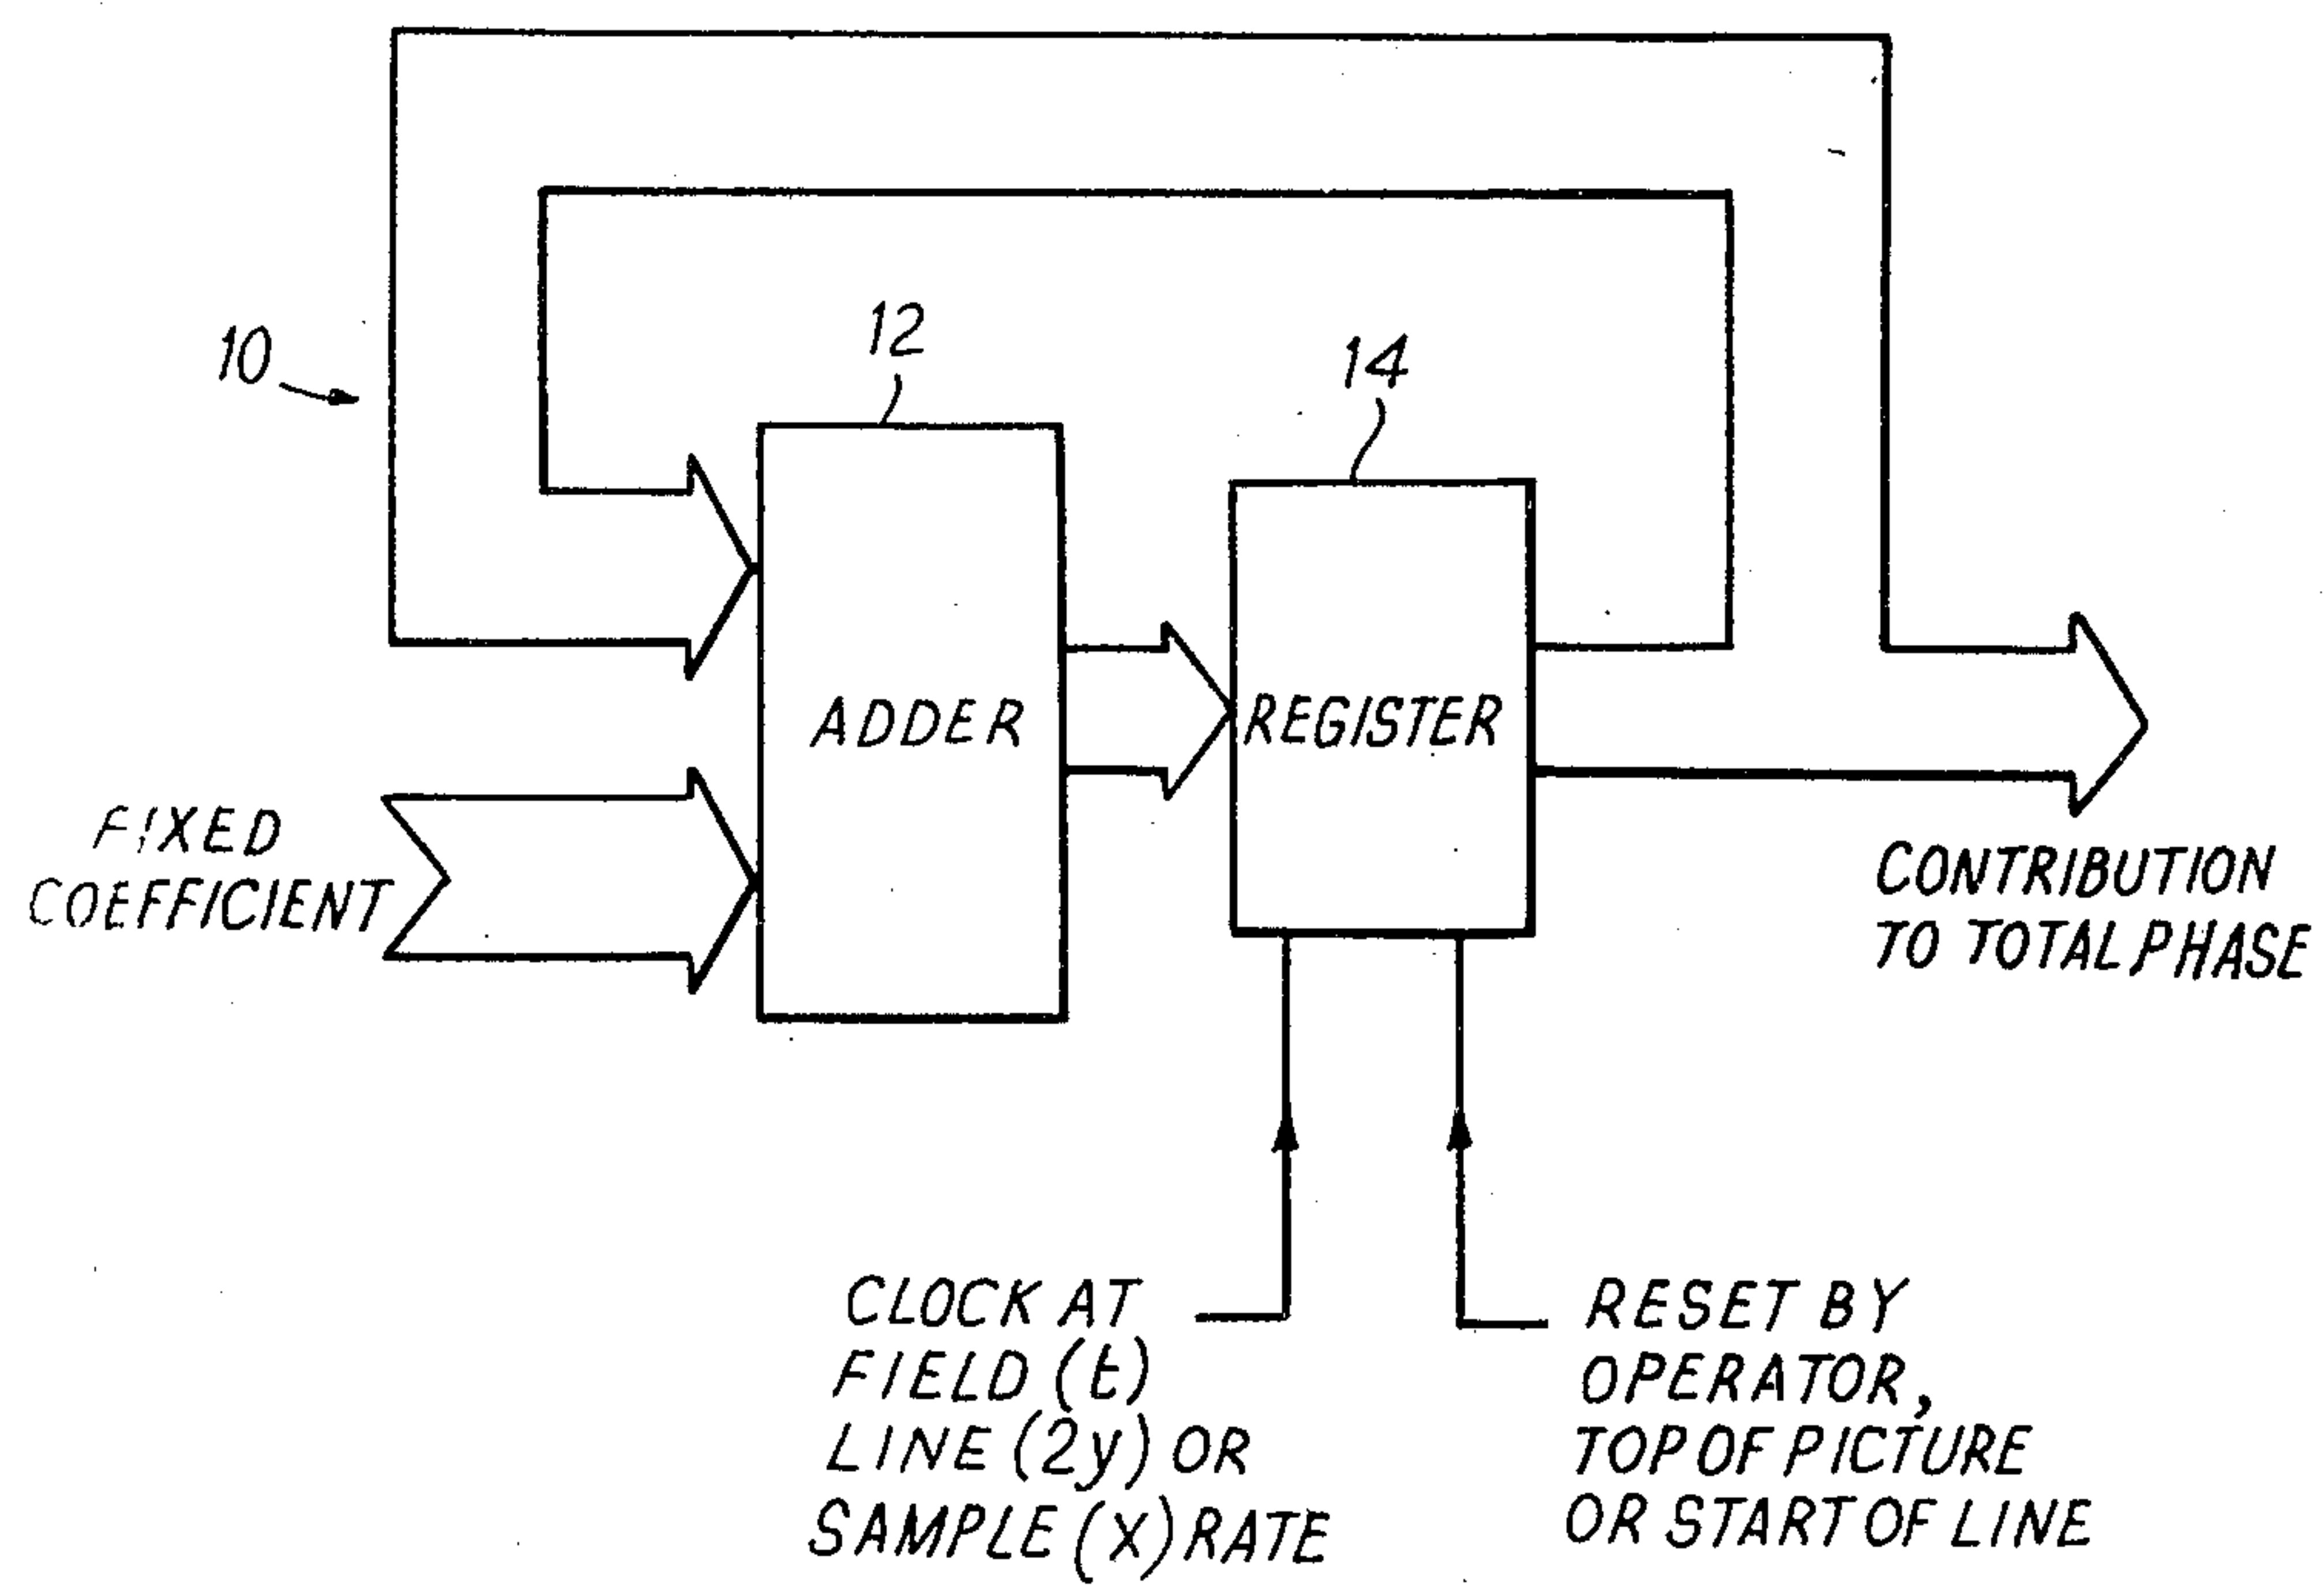 12
14
10
ADDER
REGISTER
FIXED
COEFFICIENT
CONTRIBUTION
TO TOTAL PHASE
CLOCK AT
FIELD (t)
LINE (2y) OR
SAMPLE (x) RATE
RESET BY
OPERATOR,
TOP OF PICTURE
OR START OF LINE